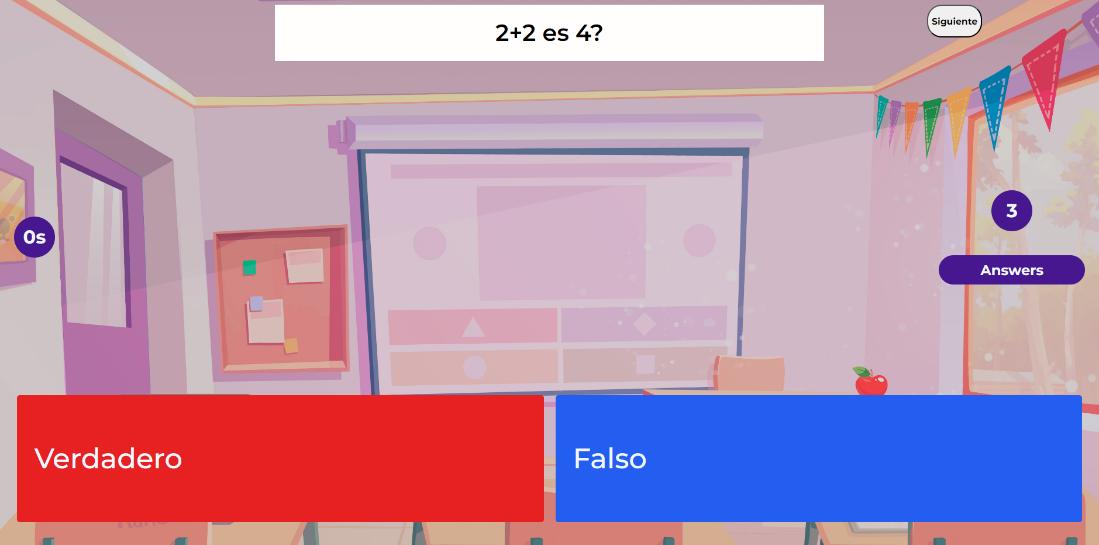 2+2 es 4?
Siguiente
0s
3
Answers
Verdadero
Falso